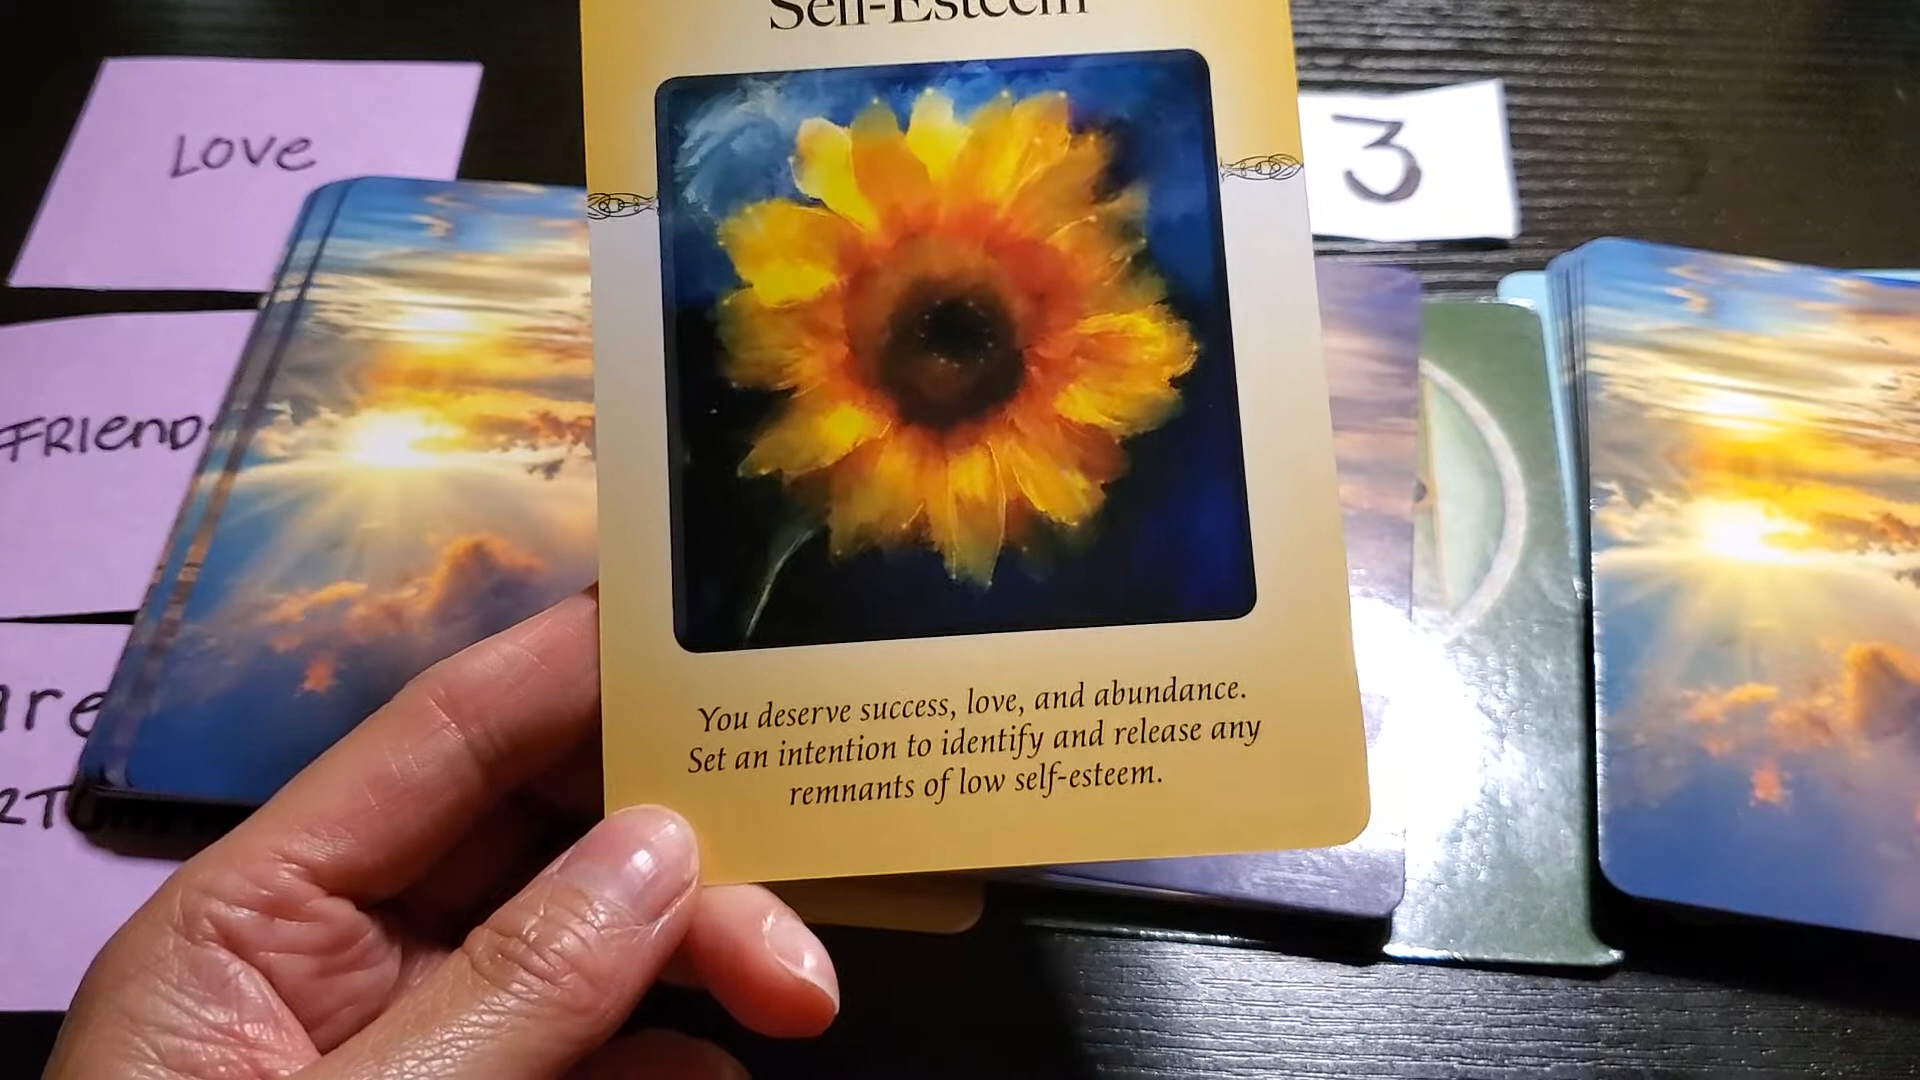 Self-Esteem
Love
3
FRIEND
You deserve success, love, and abundance.
Set an intention to identify and release any
remnants of low self-esteem.